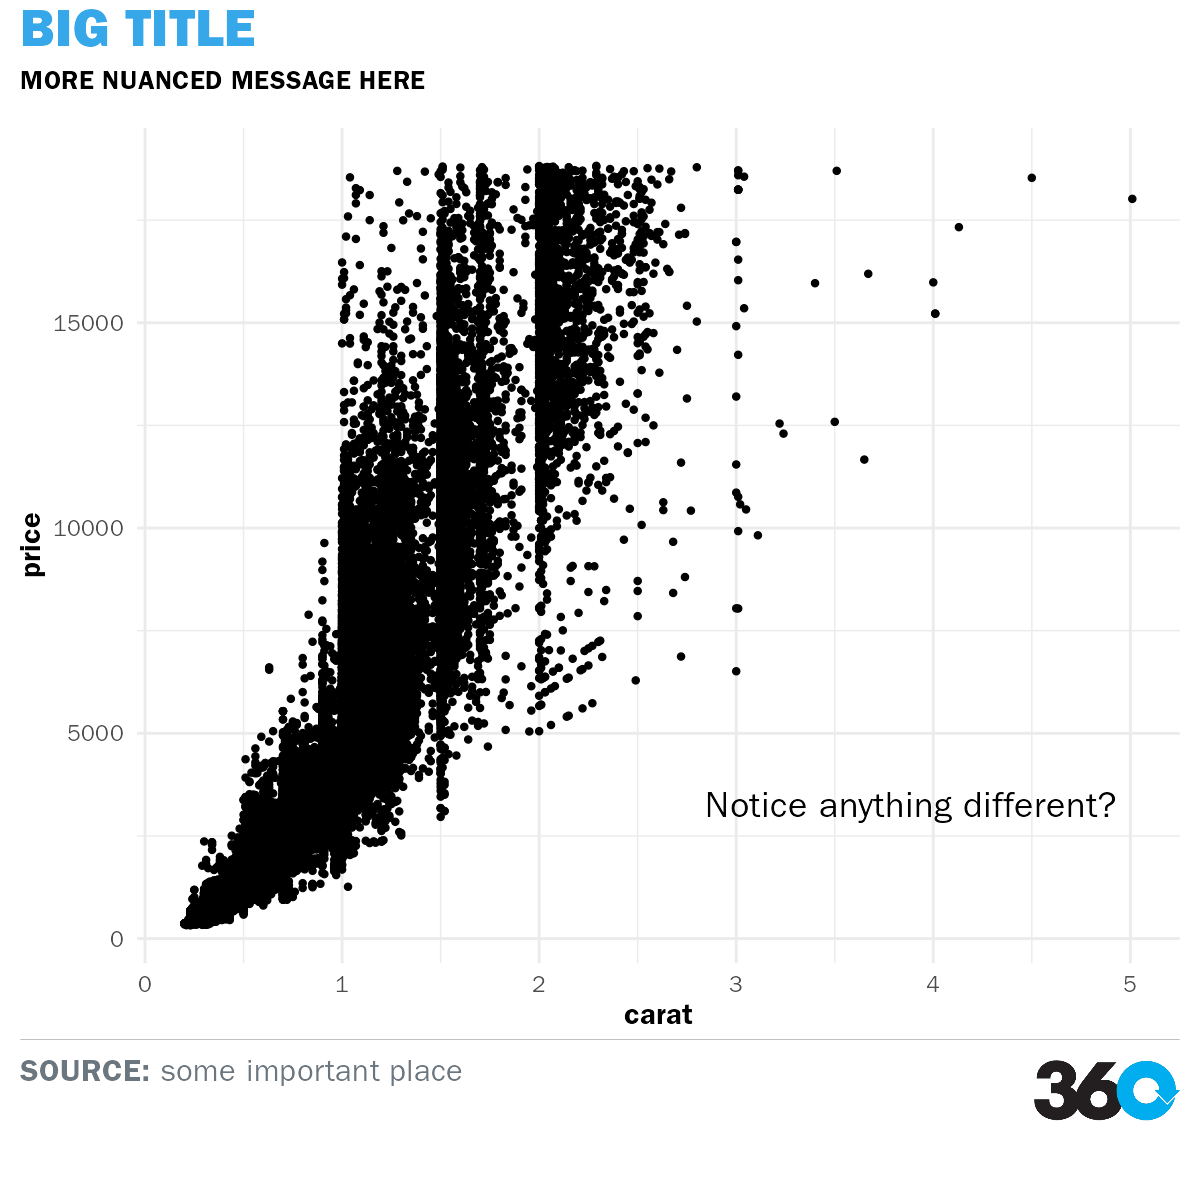 BIG TITLE
MORE NUANCED MESSAGE HERE
price
15000
10000
5000
0
Notice anything different?
0 1 2 3 4 5
carat
SOURCE: some important place
360